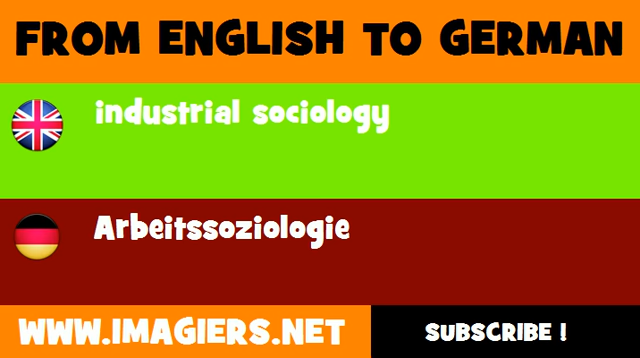 FROM ENGLISH TO GERMAN
industrial sociology
Arbeitssoziologie
WWW.IMAGIERS.NET
SUBSCRIBE !